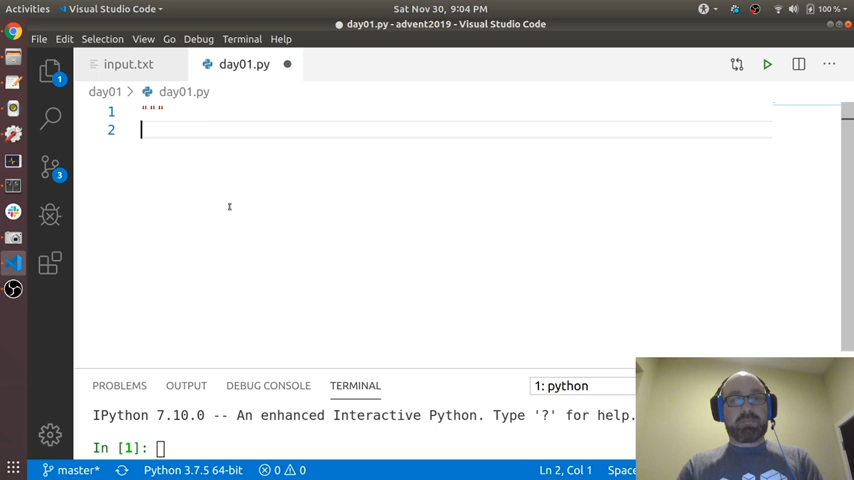 Activities Visual Studio Code Sat Nov 30, 9:04 PM 100 %
day01.py - advent2019 - Visual Studio Code
File Edit Selection View Go Debug Terminal Help
input.txt day01.py
day01 > day01.py
1 """
2
1
3
PROBLEMS OUTPUT DEBUG CONSOLE TERMINAL 1: python
IPython 7.10.0 -- An enhanced Interactive Python. Type '?' for help.
In [1]:
master* Python 3.7.5 64-bit 0 0 Ln 2, Col 1